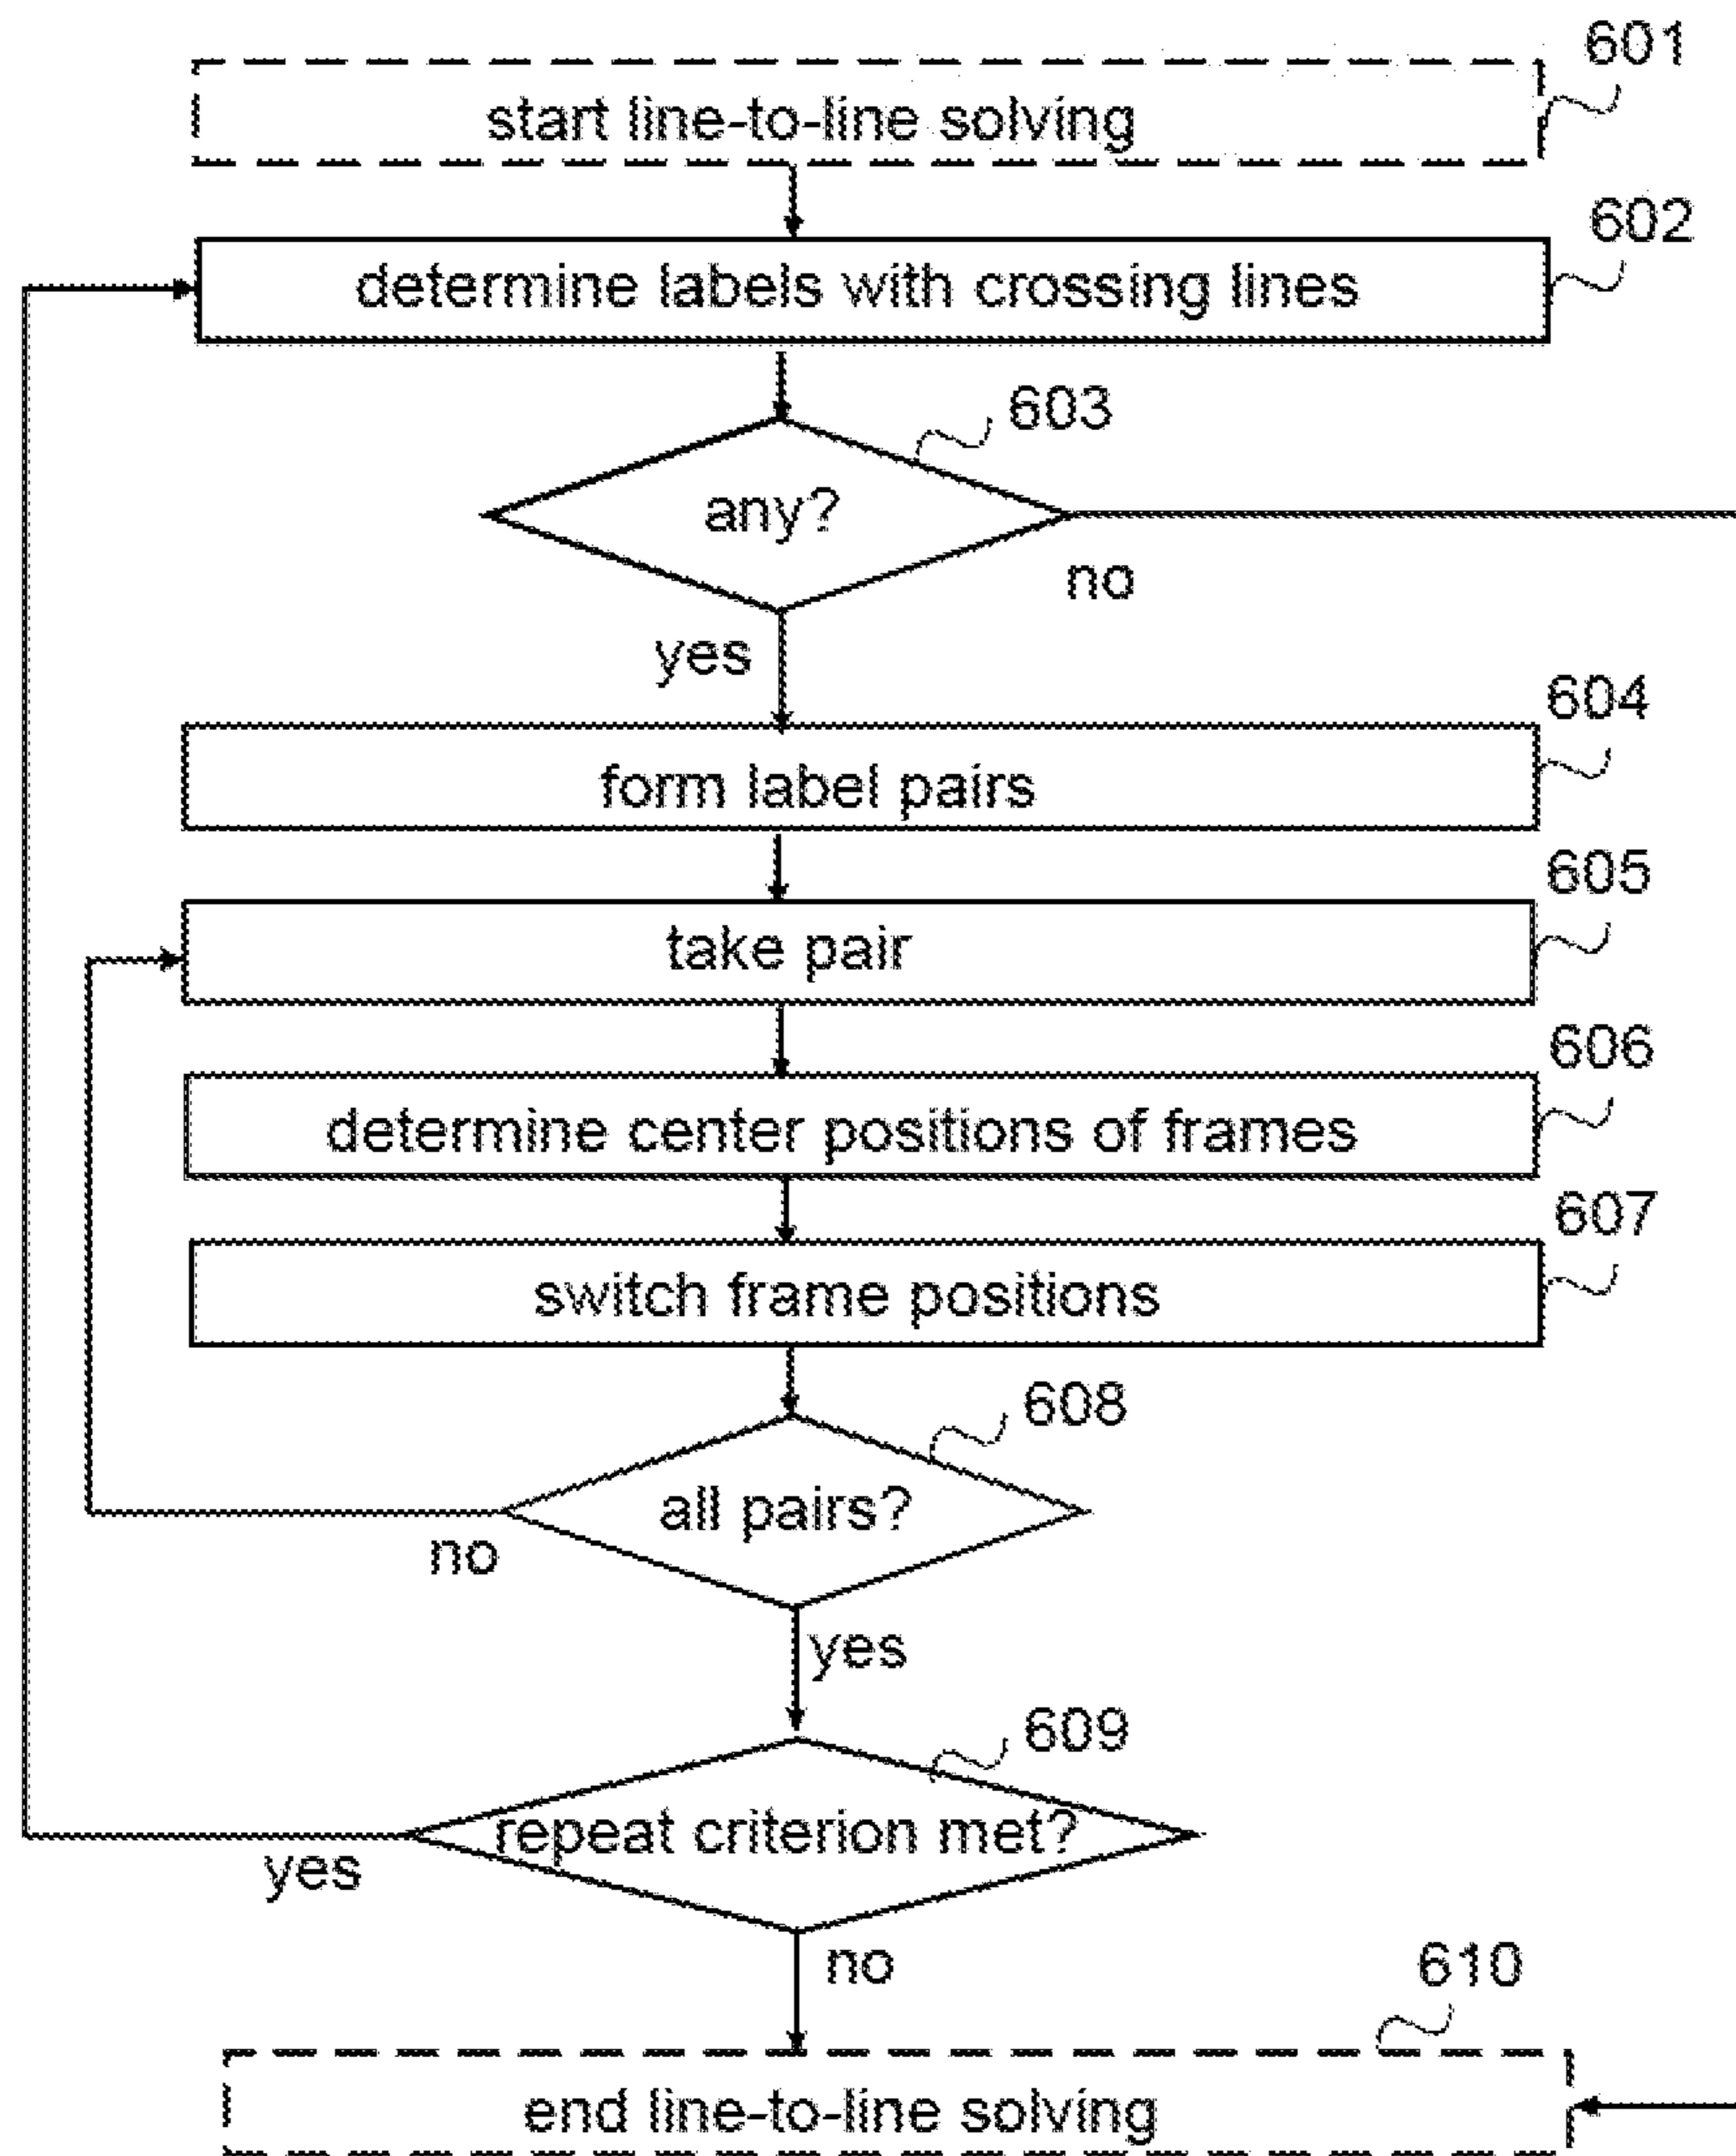 601
start line-to-line solving
602
determine labels with crossing lines
603
any?
no
yes
604
form label pairs
605
take pair
606
determine center positions of frames
607
switch frame positions
608
all pairs?
no
yes
609
repeat criterion met?
yes
no
610
end line-to-line solving